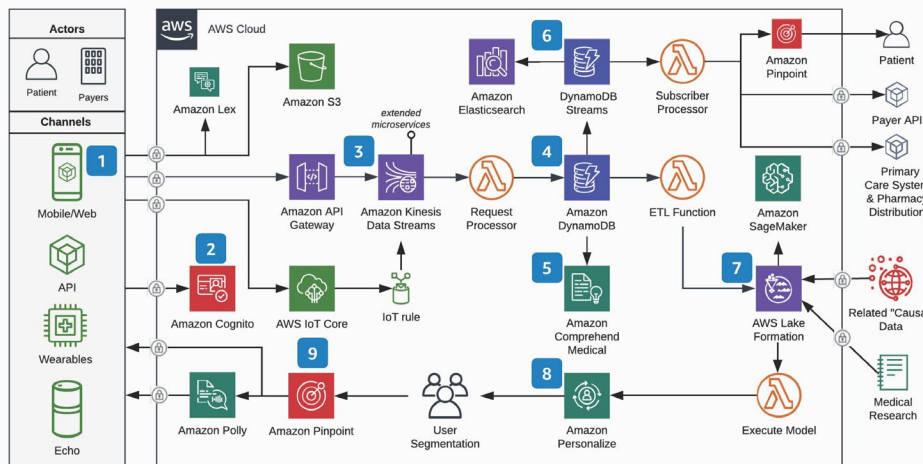 Actors
Patient
Payers
Channels
1
Mobile/Web
API
Wearables
Echo
aws
AWS Cloud
Amazon Lex
Amazon S3
extended
microservices
3
Amazon API
Gateway
Amazon Kinesis
Data Streams
Request
Processor
4
Amazon
DynamoDB
ETL Function
6
Amazon
Elasticsearch
DynamoDB
Streams
Subscriber
Processor
Amazon
Pinpoint
Patient
Payer API
Primary
Care System
& Pharmacy
Distribution
Amazon
SageMaker
2
Amazon Cognito
AWS IoT Core
IoT rule
5
Amazon
Comprehend
Medical
7
AWS Lake
Formation
Related "Causa
Data
Medical
Research
9
Amazon Polly
Amazon Pinpoint
User
Segmentation
8
Amazon
Personalize
Execute Model